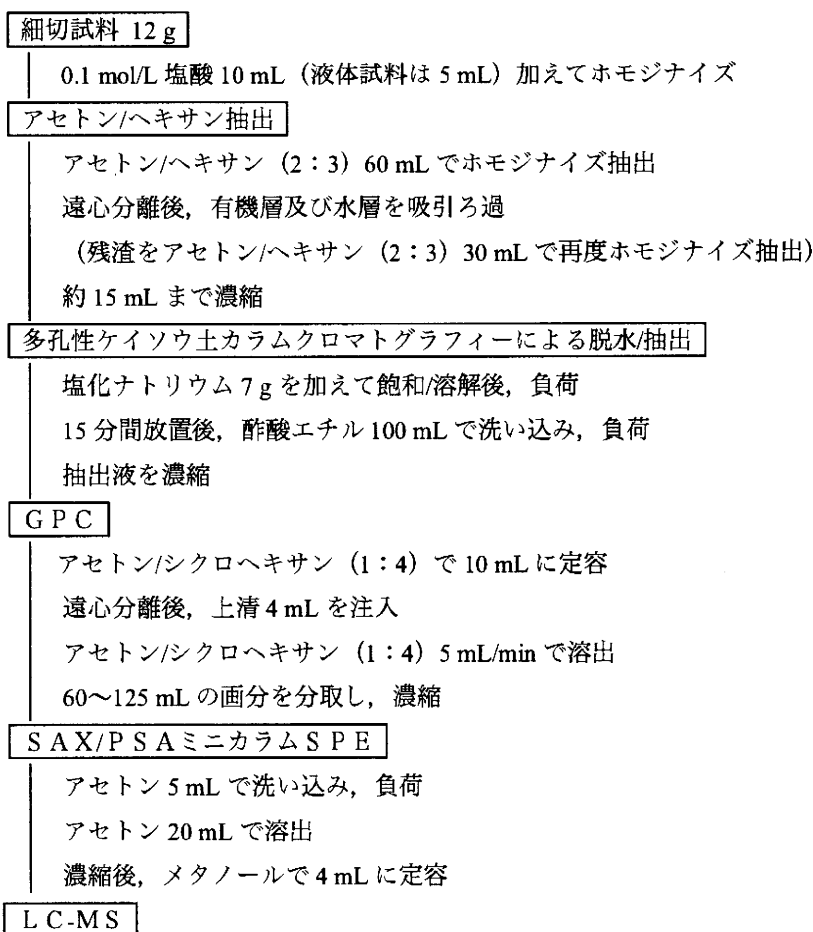 細切試料 12 g
0.1 mol/L 塩酸 10 mL（液体試料は 5 mL）加えてホモジナイズ
アセトン/ヘキサン抽出
アセトン/ヘキサン（2：3）60 mL でホモジナイズ抽出
遠心分離後，有機層及び水層を吸引ろ過
（残渣をアセトン/ヘキサン（2：3）30 mL で再度ホモジナイズ抽出）
約 15 mL まで濃縮
多孔性ケイソウ土カラムクロマトグラフィーによる脱水/抽出
塩化ナトリウム 7 g を加えて飽和/溶解後，負荷
15 分間放置後，酢酸エチル 100 mL で洗い込み，負荷
抽出液を濃縮
ＧＰＣ
アセトン/シクロヘキサン（1：4）で 10 mL に定容
遠心分離後，上清 4 mL を注入
アセトン/シクロヘキサン（1：4）5 mL/min で溶出
60～125 mL の画分を分取し，濃縮
ＳＡＸ/ＰＳＡミニカラムＳＰＥ
アセトン 5 mL で洗い込み，負荷
アセトン 20 mL で溶出
濃縮後，メタノールで 4 mL に定容
ＬＣ-ＭＳ